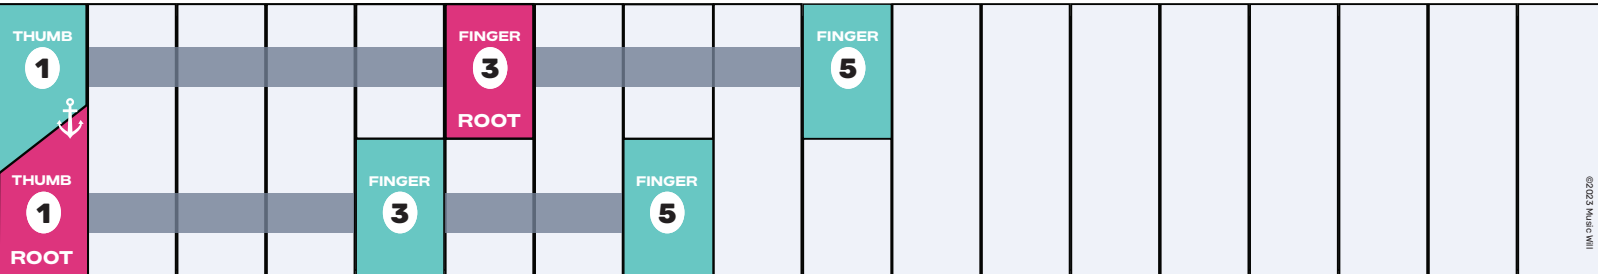 THUMB
1
FINGER
3
ROOT
FINGER
5
THUMB
1
ROOT
FINGER
3
FINGER
5
©2023 Music Will